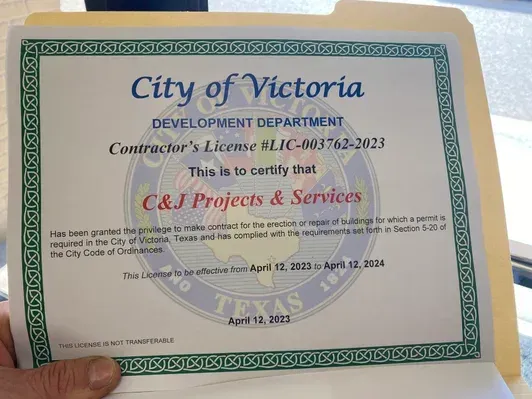 City of Victoria
DEVELOPMENT DEPARTMENT
Contractor's License #LIC-003762-2023
This is to certify that
C&J Projects & Services
Has been granted the privilege to make contract for the erection or repair of buildings for which a permit is
required in the City of Victoria, Texas and has complied with the requirements set forth in Section 5-20 of
the City Code of Ordinances.
This License to be effective from April 12, 2023 to April 12, 2024
April 12, 2023
THIS LICENSE IS NOT TRANSFERABLE
CITY OF VICTORIA
TEXAS